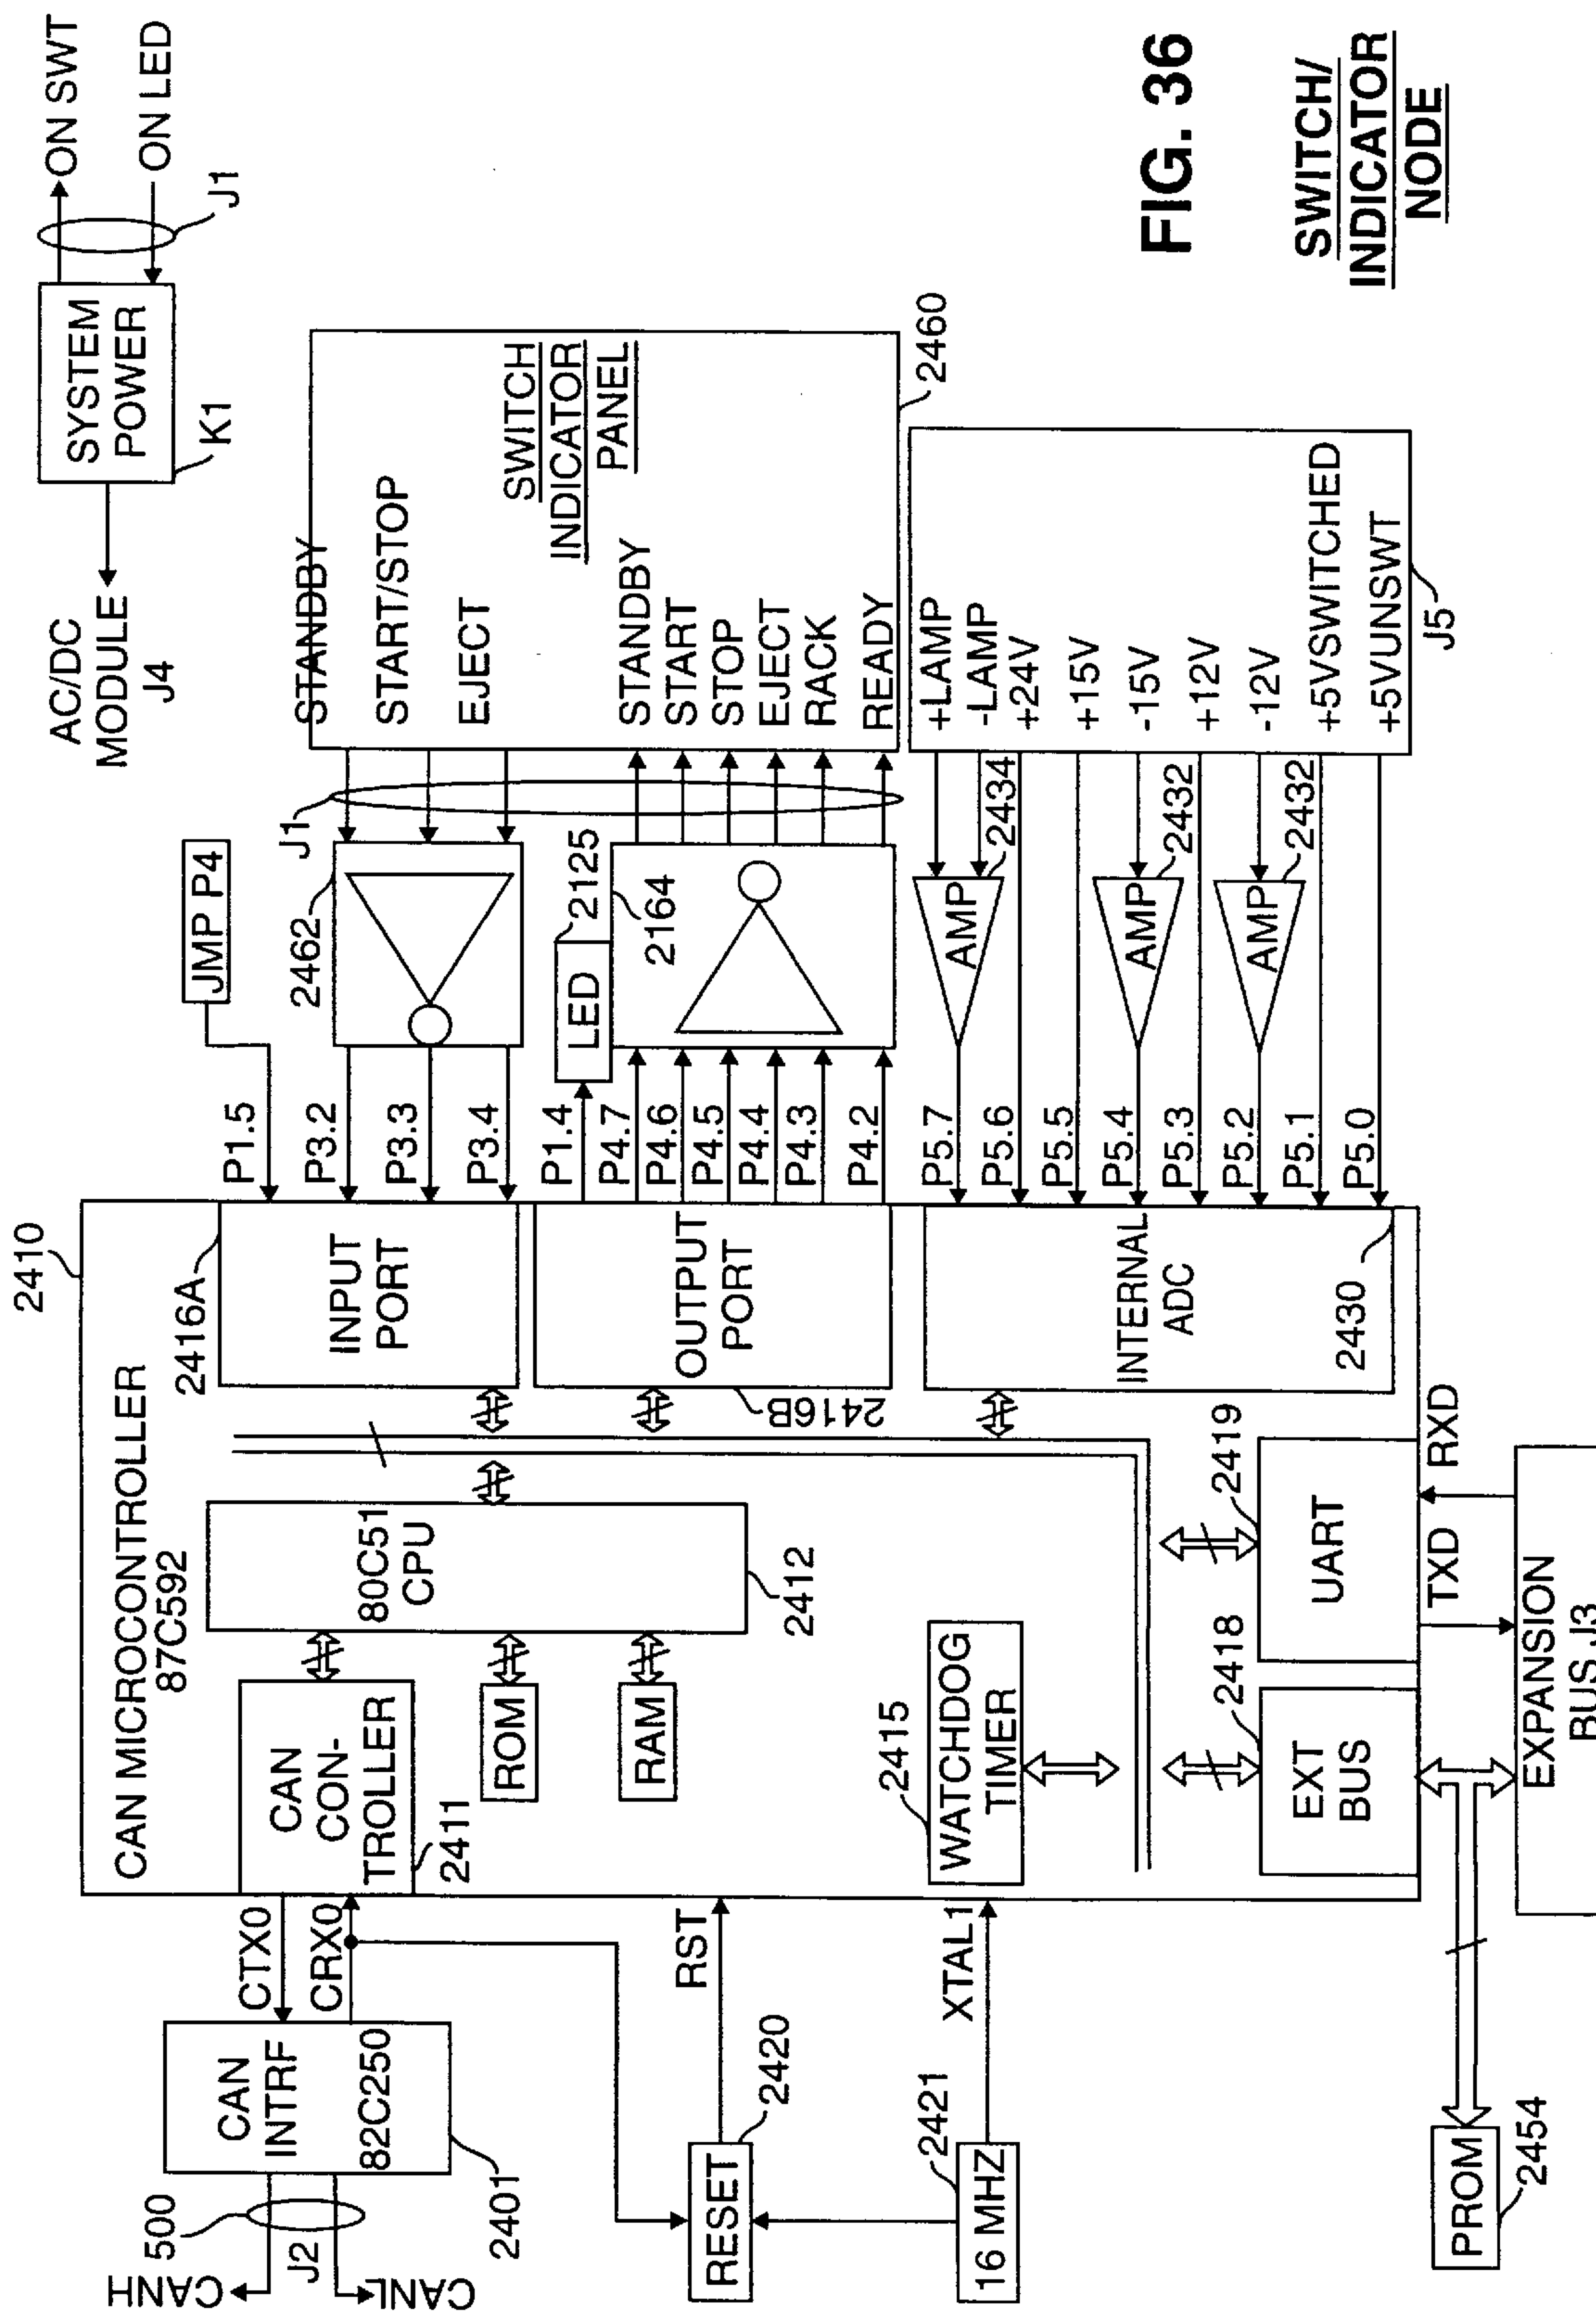 CANH
CANL
500
J2
CAN
INTRF
82C250
2401
CTX0
CRX0
RESET
2420
RST
16 MHZ
2421
XTAL1
PROM
2454
2410
CAN MICROCONTROLLER
87C592
CAN
CON-
TROLLER
2411
ROM
RAM
80C51
CPU
2412
2415
WATCHDOG
TIMER
2418
EXT
BUS
2419
UART
TXD
RXD
EXPANSION
BUS J3
2416A
INPUT
PORT
OUTPUT
PORT
2416B
INTERNAL
ADC
2430
P1.5
P3.2
P3.3
P3.4
P1.4
P4.7
P4.6
P4.5
P4.4
P4.3
P4.2
P5.7
P5.6
P5.5
P5.4
P5.3
P5.2
P5.1
P5.0
JMP P4
2462
J1
LED
2125
2164
AMP
2434
AMP
2432
AMP
2432
AC/DC
MODULE
J4
SYSTEM
POWER
K1
ON SWT
ON LED
J1
STANDBY
START/STOP
EJECT
SWITCH
INDICATOR
PANEL
STANDBY
START
STOP
EJECT
RACK
READY
2460
+LAMP
-LAMP
+24V
+15V
-15V
+12V
-12V
+5VSWITCHED
+5VUNSWT
J5
FIG. 36
SWITCH/
INDICATOR
NODE